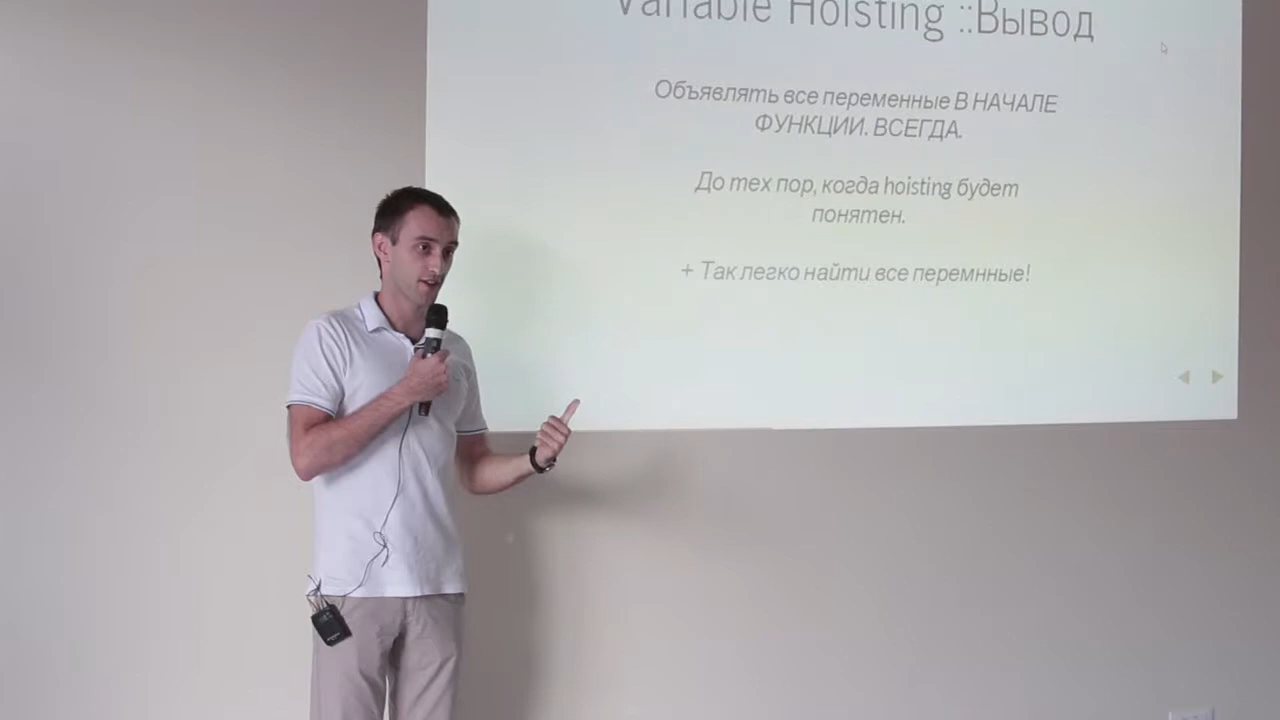 Variable Hoisting ::Вывод
Объявлять все переменные В НАЧАЛЕ
ФУНКЦИИ. ВСЕГДА.
До тех пор, когда hoisting будет
понятен.
+ Так легко найти все перемнные!